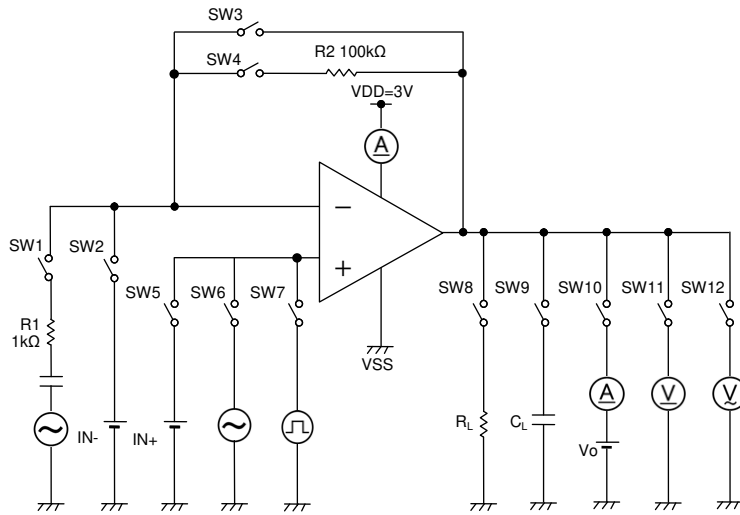 SW3
SW4
R2 100kΩ
VDD=3V
A
−
+
SW1
SW2
SW5
SW6
SW7
SW8
SW9
SW10
SW11
SW12
R1
1kΩ
VSS
A
V
V
IN-
IN+
RL
CL
Vo